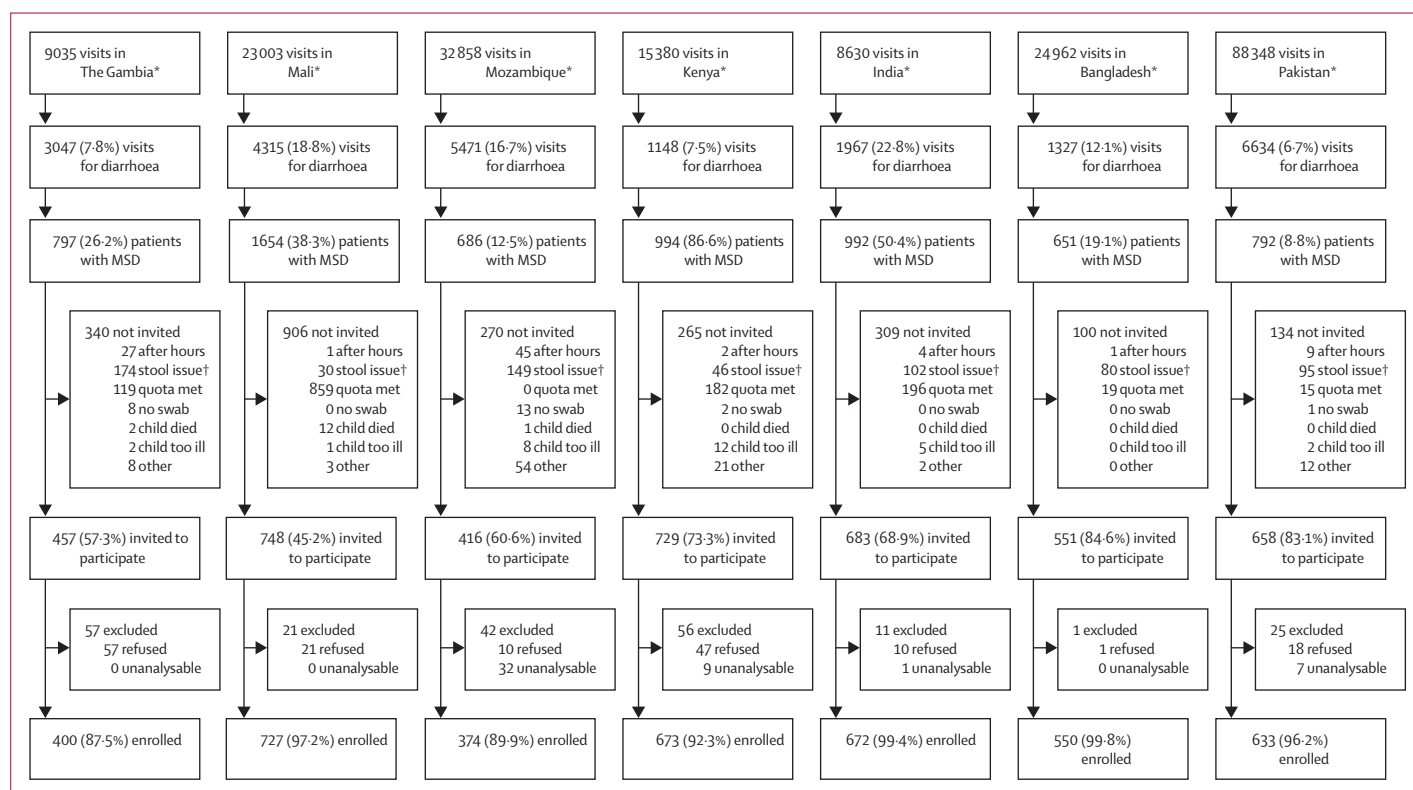 9035 visits in
The Gambia*
23 003 visits in
Mali*
32 858 visits in
Mozambique*
15 380 visits in
Kenya*
8630 visits in
India*
24 962 visits in
Bangladesh*
88 348 visits in
Pakistan*
3047 (7·8%) visits
for diarrhoea
4315 (18·8%) visits
for diarrhoea
5471 (16·7%) visits
for diarrhoea
1148 (7·5%) visits
for diarrhoea
1967 (22·8%) visits
for diarrhoea
1327 (12·1%) visits
for diarrhoea
6634 (6·7%) visits
for diarrhoea
797 (26·2%) patients
with MSD
1654 (38·3%) patients
with MSD
686 (12·5%) patients
with MSD
994 (86·6%) patients
with MSD
992 (50·4%) patients
with MSD
651 (19·1%) patients
with MSD
792 (8·8%) patients
with MSD
340 not invited
27 after hours
174 stool issue†
119 quota met
8 no swab
2 child died
2 child too ill
8 other
906 not invited
1 after hours
30 stool issue†
859 quota met
0 no swab
12 child died
1 child too ill
3 other
270 not invited
45 after hours
149 stool issue†
0 quota met
13 no swab
1 child died
8 child too ill
54 other
265 not invited
2 after hours
46 stool issue†
182 quota met
2 no swab
0 child died
12 child too ill
21 other
309 not invited
4 after hours
102 stool issue†
196 quota met
0 no swab
0 child died
5 child too ill
2 other
100 not invited
1 after hours
80 stool issue†
19 quota met
0 no swab
0 child died
0 child too ill
0 other
134 not invited
9 after hours
95 stool issue†
15 quota met
1 no swab
0 child died
2 child too ill
12 other
457 (57·3%) invited to
participate
748 (45·2%) invited
to participate
416 (60·6%) invited
to participate
729 (73·3%) invited
to participate
683 (68·9%) invited
to participate
551 (84·6%) invited
to participate
658 (83·1%) invited
to participate
57 excluded
57 refused
0 unanalysable
21 excluded
21 refused
0 unanalysable
42 excluded
10 refused
32 unanalysable
56 excluded
47 refused
9 unanalysable
11 excluded
10 refused
1 unanalysable
1 excluded
1 refused
0 unanalysable
25 excluded
18 refused
7 unanalysable
400 (87·5%) enrolled
727 (97·2%) enrolled
374 (89·9%) enrolled
673 (92·3%) enrolled
672 (99·4%) enrolled
550 (99·8%)
enrolled
633 (96·2%)
enrolled